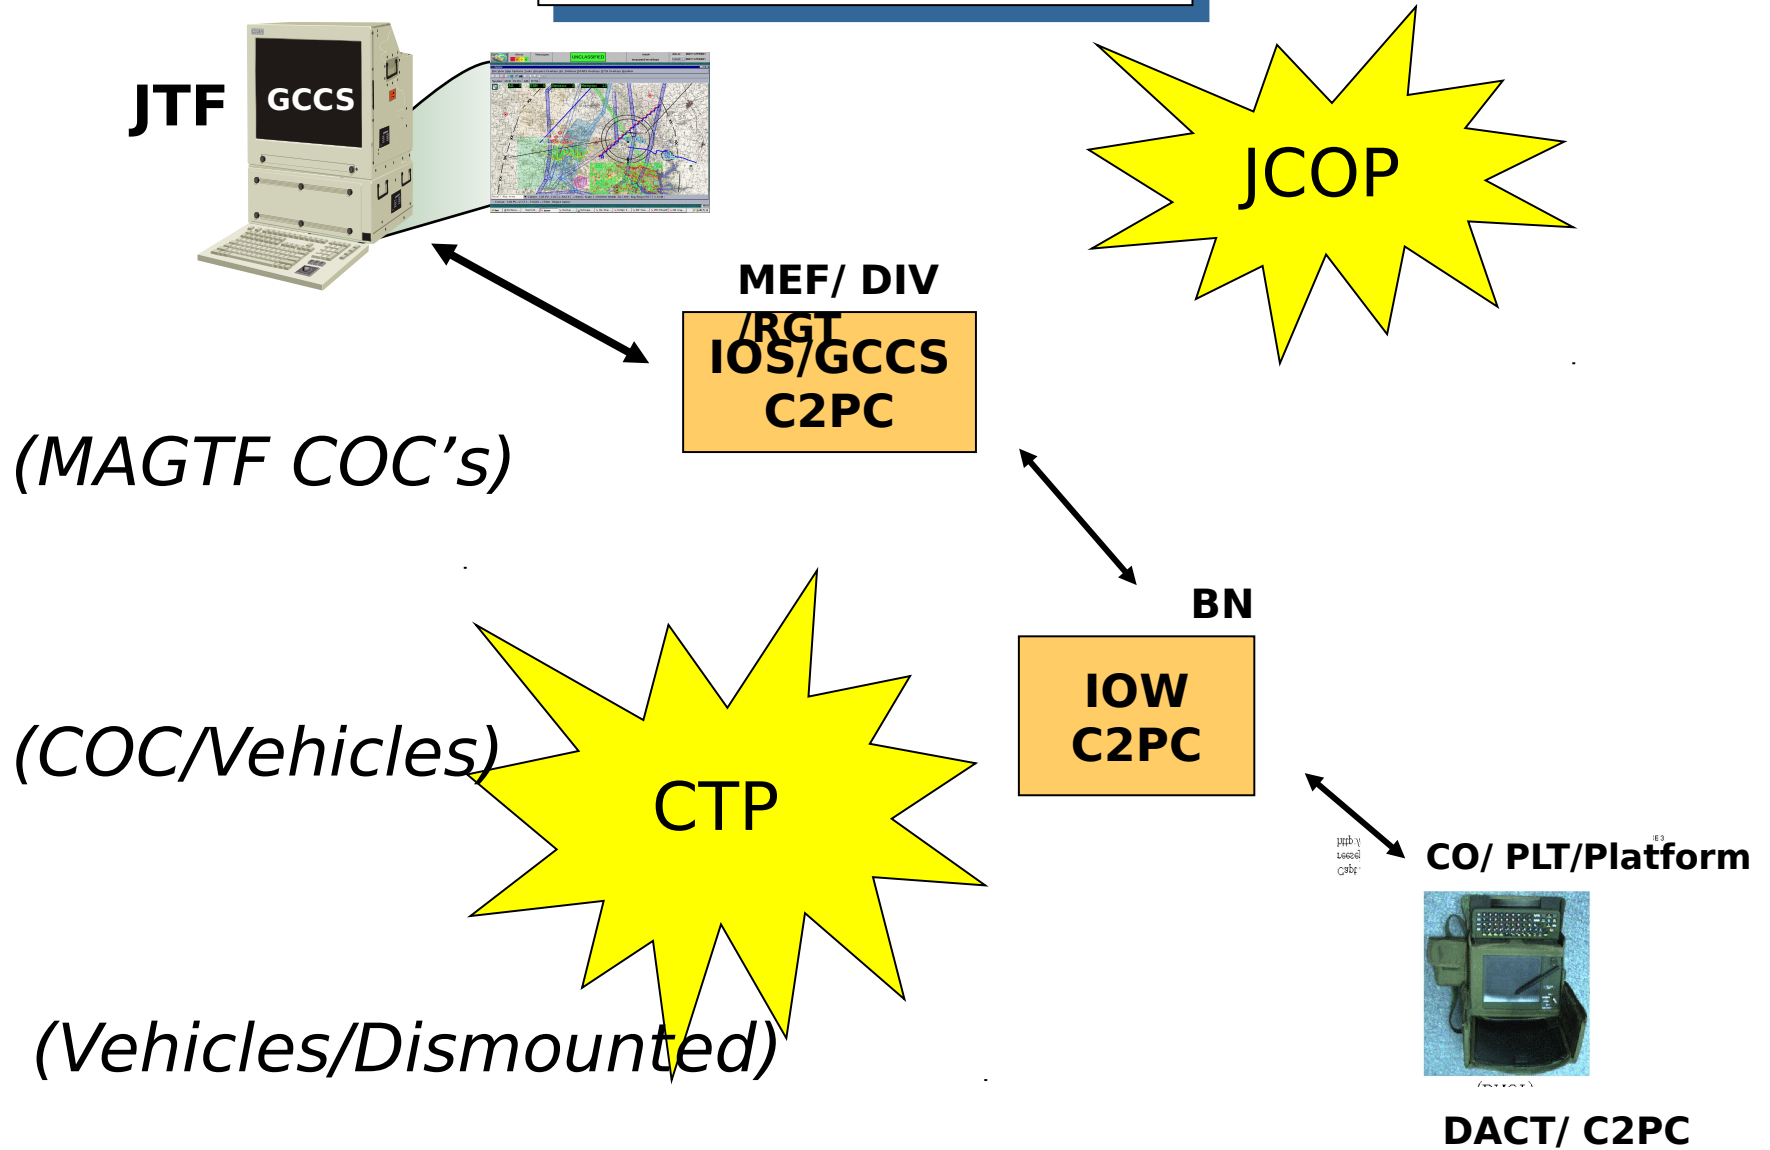 JTF
GCCS
UNCLASSIFIED
JCOP
MEF/ DIV
/RGT
IOS/GCCS
C2PC
(MAGTF COC’s)
BN
IOW
C2PC
(COC/Vehicles)
CTP
CO/ PLT/Platform
(Vehicles/Dismounted)
DACT/ C2PC